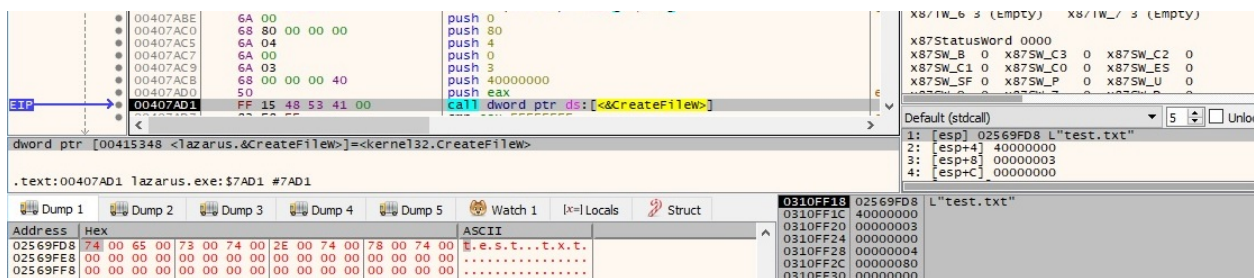 x87TW_6 3 (Empty) x87TW_7 3 (Empty)
00407ABE 6A 00 push 0
00407AC0 68 80 00 00 00 push 80
00407AC5 6A 04 push 4
00407AC7 6A 00 push 0
00407AC9 6A 03 push 3
00407ACB 68 00 00 00 40 push 40000000
00407AD0 50 push eax
EIP 00407AD1 FF 15 48 53 41 00 call dword ptr ds:[<&CreateFileW>]
x87StatusWord 0000
x87SW_B 0 x87SW_C3 0 x87SW_C2 0
x87SW_C1 0 x87SW_C0 0 x87SW_ES 0
x87SW_SF 0 x87SW_P 0 x87SW_U 0
Default (stdcall) 5 Unloc
1: [esp] 02569FD8 L"test.txt"
2: [esp+4] 40000000
3: [esp+8] 00000003
4: [esp+C] 00000000
dword ptr [00415348 <lazarus.&CreateFileW>]=<kernel32.CreateFileW>
.text:00407AD1 lazarus.exe:$7AD1 #7AD1
Dump 1 Dump 2 Dump 3 Dump 4 Dump 5 Watch 1 [x=] Locals Struct
Address Hex ASCII
02569FD8 74 00 65 00 73 00 74 00 2E 00 74 00 78 00 74 00 t.e.s.t...t.x.t.
02569FE8 00 00 00 00 00 00 00 00 00 00 00 00 00 00 00 00 ................
02569FF8 00 00 00 00 00 00 00 00 00 00 00 00 00 00 00 00 ................
0310FF18 02569FD8 L"test.txt"
0310FF1C 40000000
0310FF20 00000003
0310FF24 00000000
0310FF28 00000004
0310FF2C 00000080
0310FF30 00000000